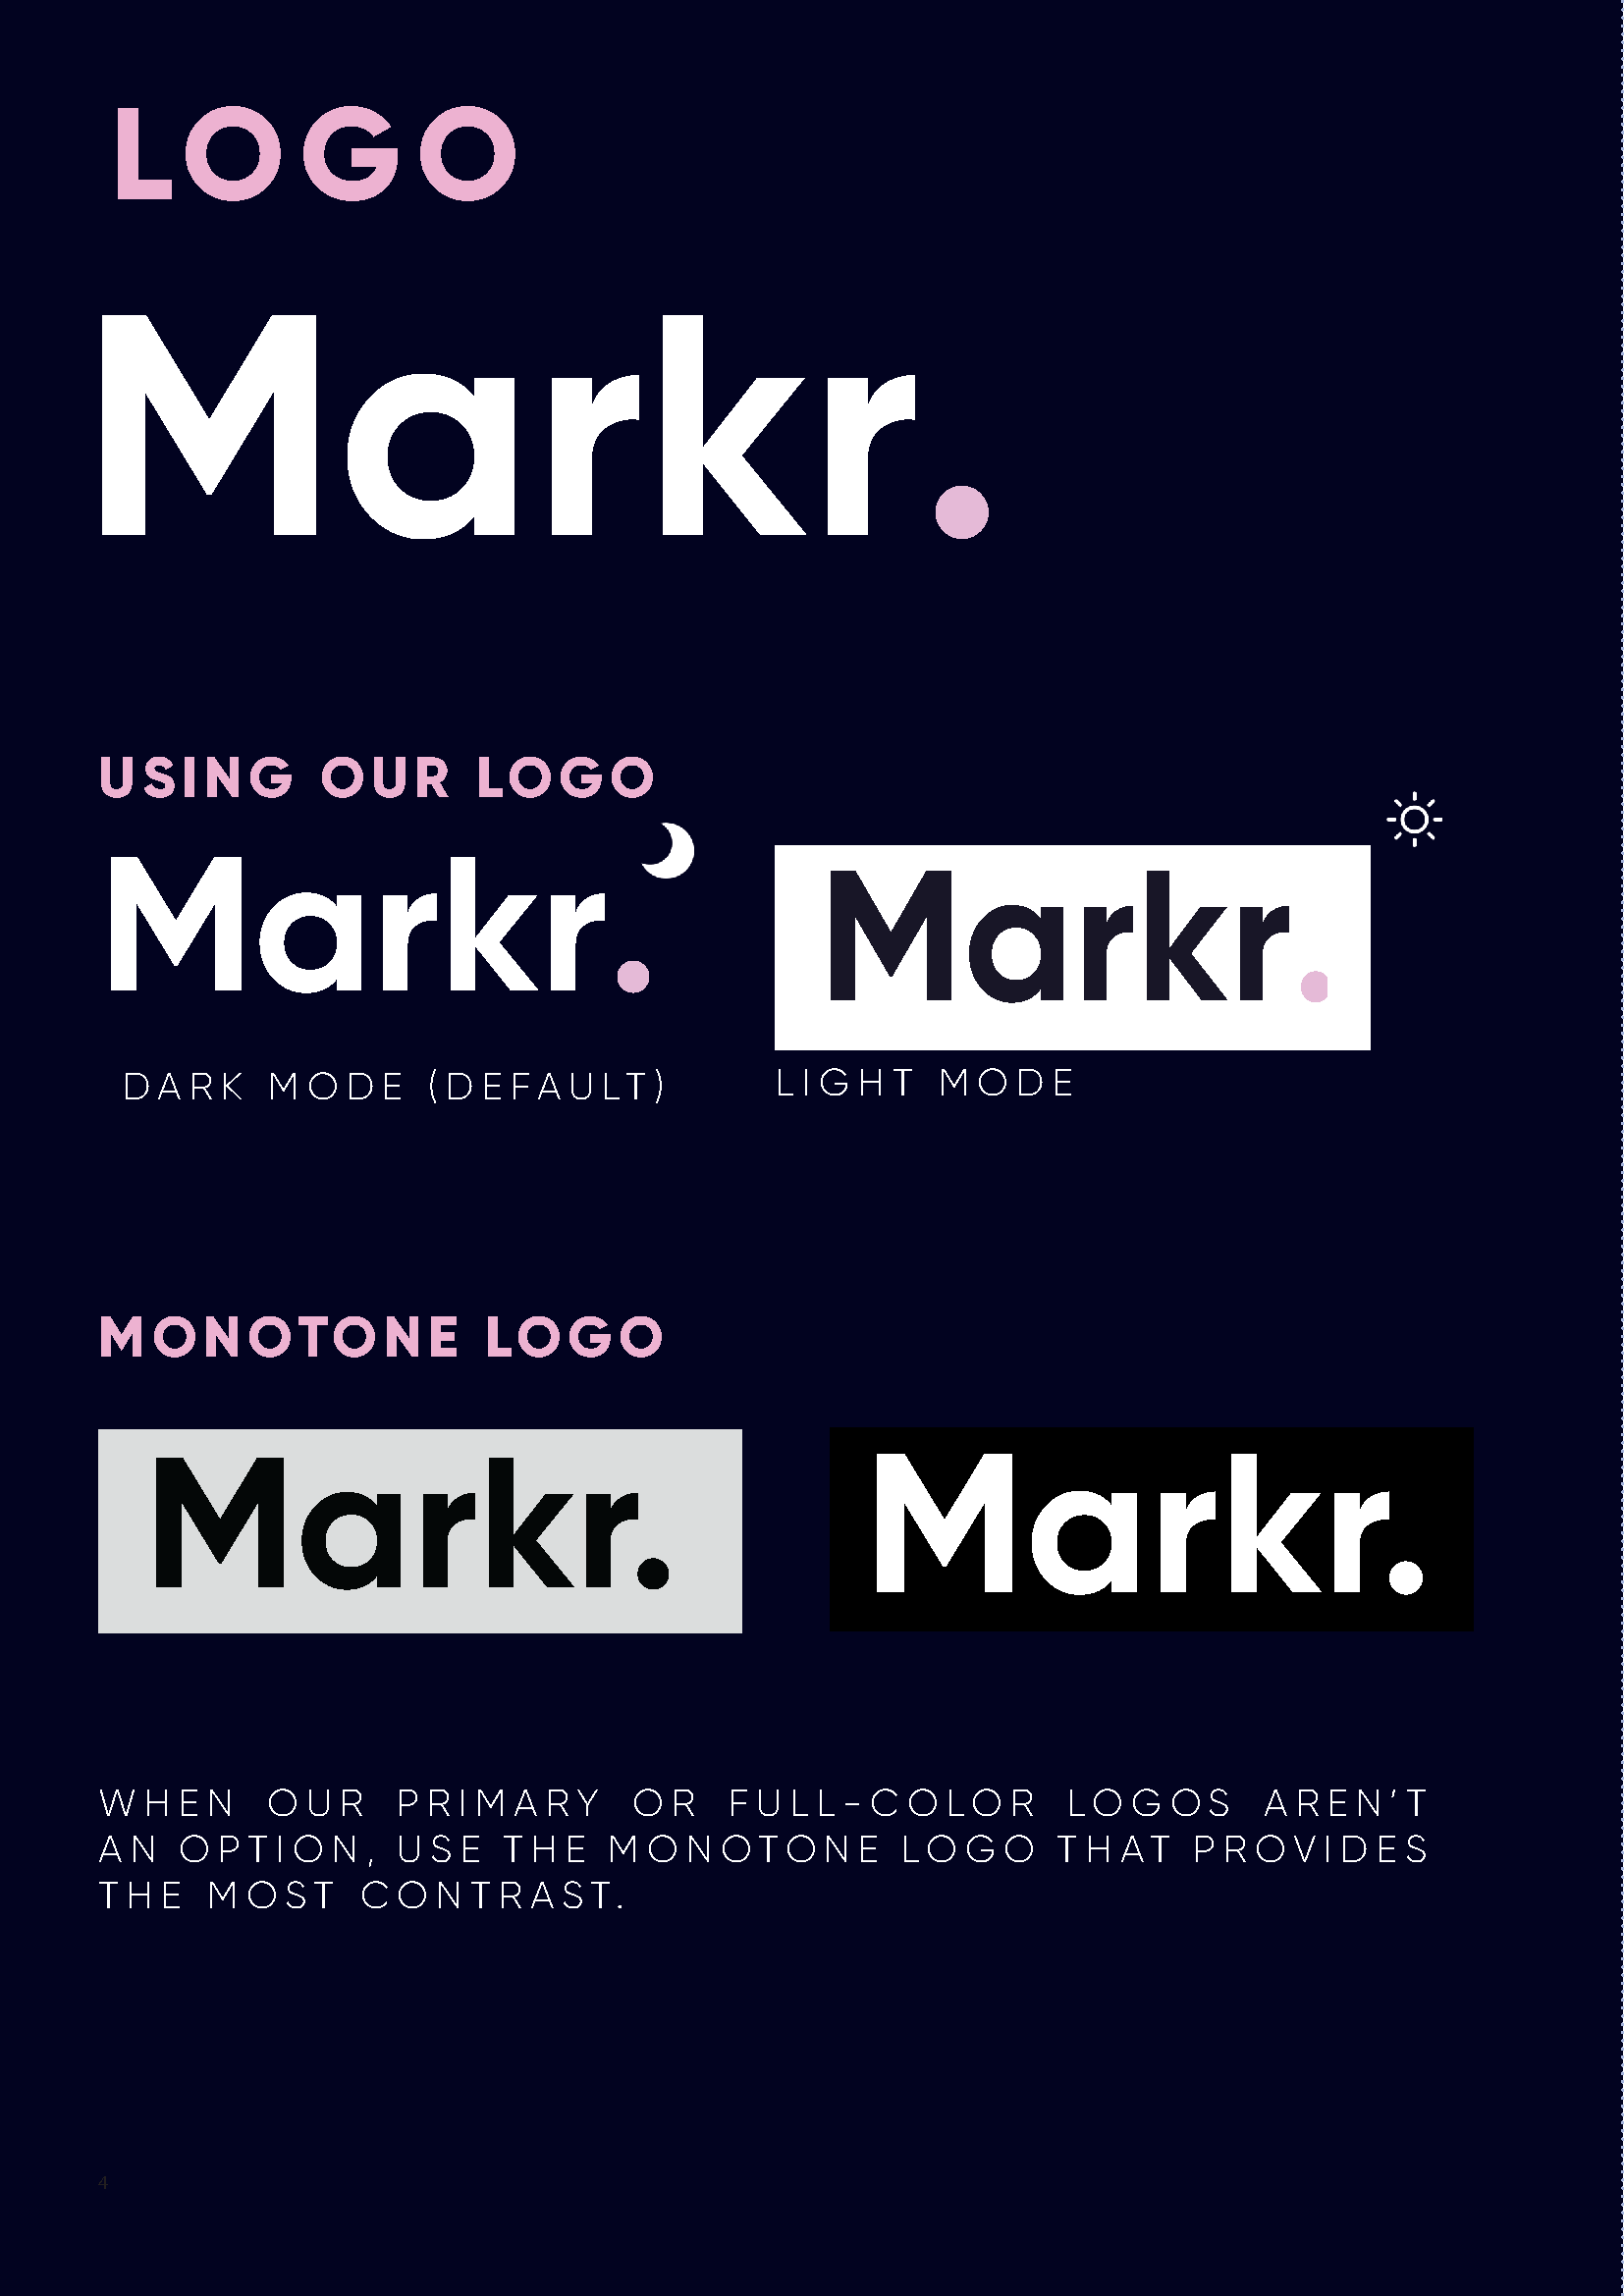 LOGO
Markr.
USING OUR LOGO
Markr.
Markr.
DARK MODE (DEFAULT)
LIGHT MODE
MONOTONE LOGO
Markr.
Markr.
WHEN OUR PRIMARY OR FULL-COLOR LOGOS AREN’T
AN OPTION, USE THE MONOTONE LOGO THAT PROVIDES
THE MOST CONTRAST.
4